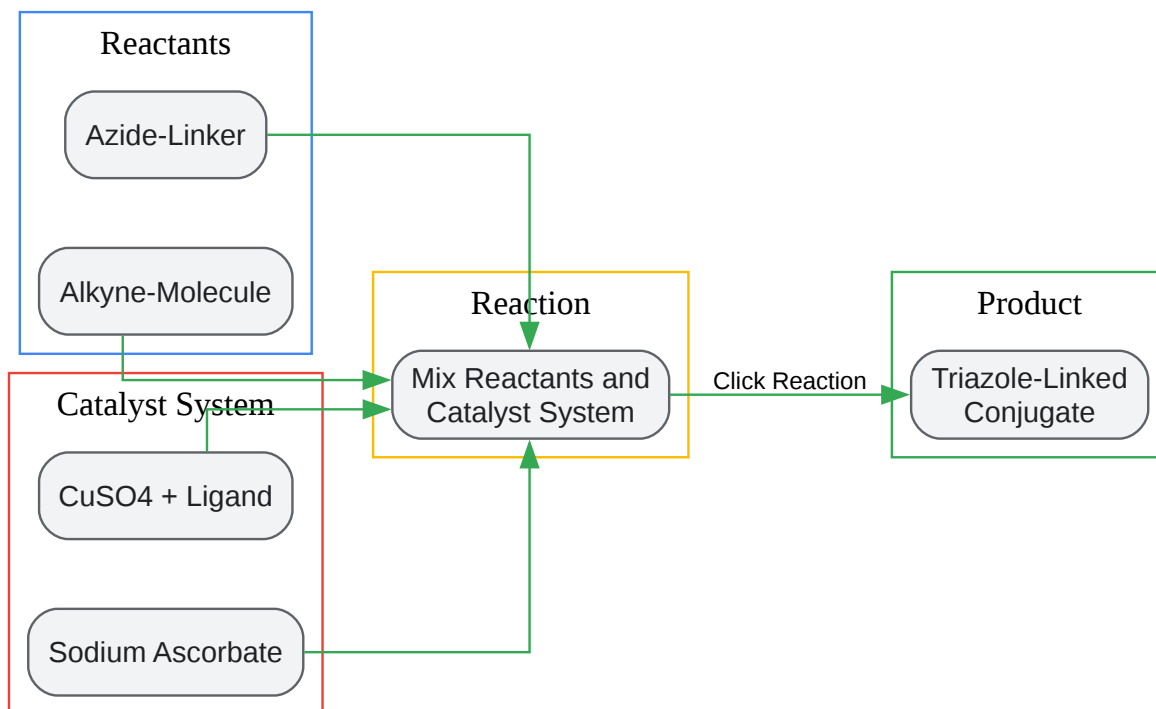 Reactants
Azide-Linker
Alkyne-Molecule
Catalyst System
CuSO4 + Ligand
Sodium Ascorbate
Reaction
Mix Reactants and
Catalyst System
Click Reaction
Product
Triazole-Linked
Conjugate